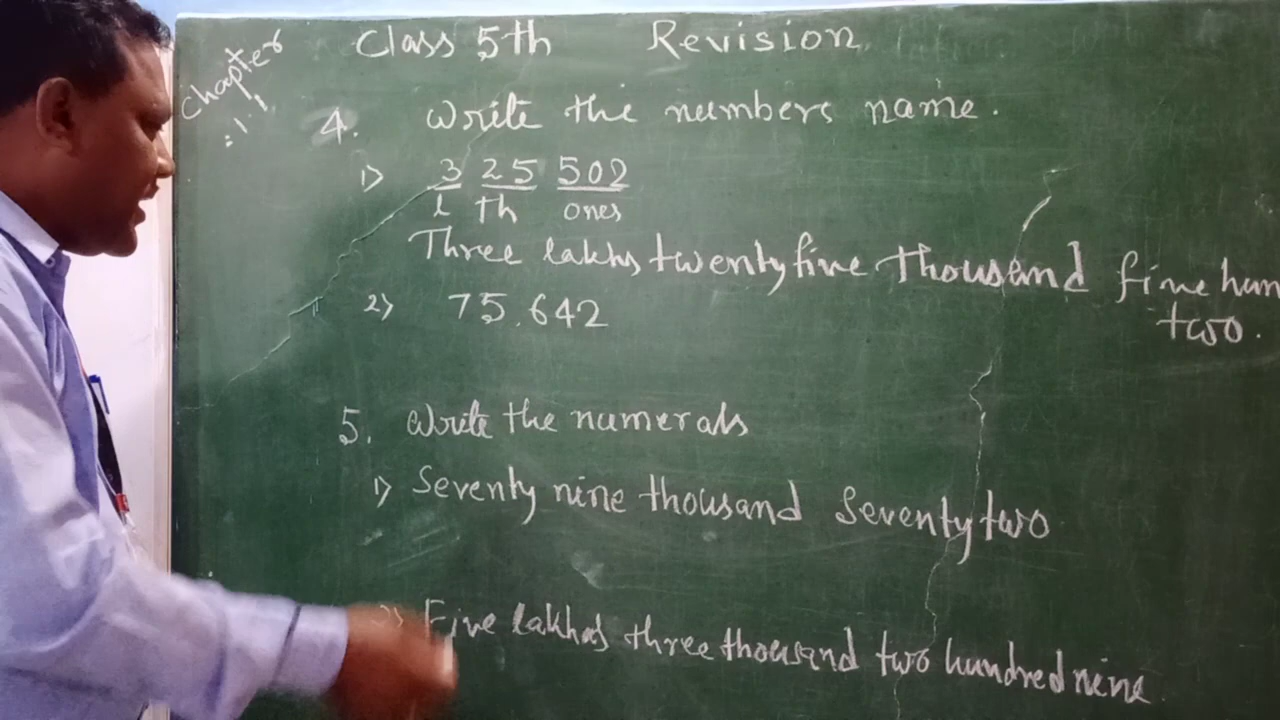 Class 5th Revision
Chapter
:11
4. Write the numbers name.
1) 3 25 502
L th ones
Three lakhs twenty five thousand five hun
two.
2) 75,642
5. Write the numerals
1) Seventy nine thousand Seventy two
2) Five lakhs three thousand two hundred nine